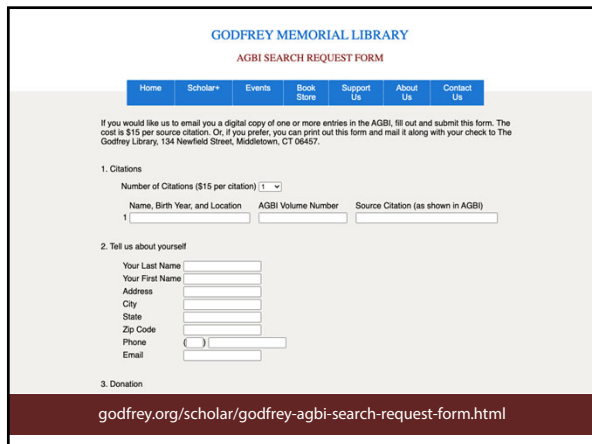 GODFREY MEMORIAL LIBRARY
AGBI SEARCH REQUEST FORM
Home Scholar+ Events Book Store Support Us About Us Contact Us
If you would like us to email you a digital copy of one or more entries in the AGBI, fill out and submit this form. The
cost is $15 per source citation. Or, if you prefer, you can print out this form and mail it along with your check to The
Godfrey Library, 134 Newfield Street, Middletown, CT 06457.
1. Citations
Number of Citations ($15 per citation) 1
Name, Birth Year, and Location AGBI Volume Number Source Citation (as shown in AGBI)
1
2. Tell us about yourself
Your Last Name
Your First Name
Address
City
State
Zip Code
Phone ( )
Email
3. Donation
godfrey.org/scholar/godfrey-agbi-search-request-form.html